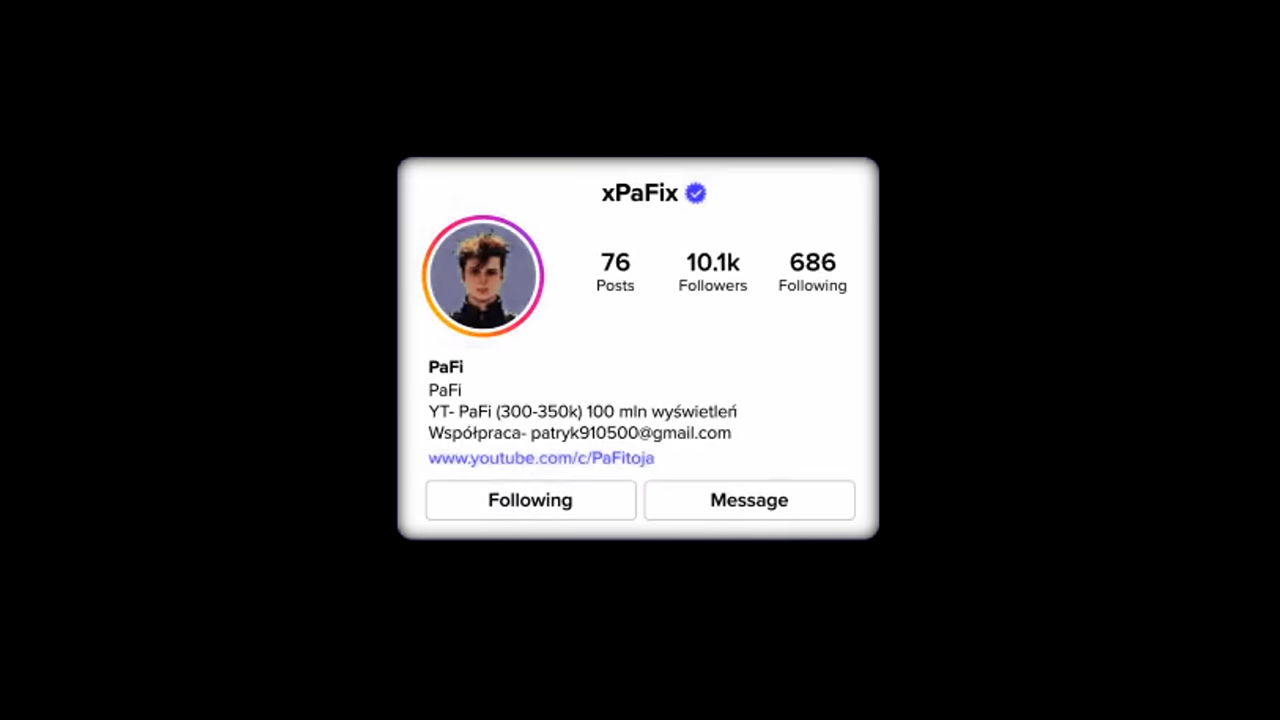 xPaFix
76 10.1k 686
Posts Followers Following
PaFi
PaFi
YT- PaFi (300-350k) 100 mln wyświetleń
Współpraca- patryk910500@gmail.com
www.youtube.com/c/PaFitoja
Following Message